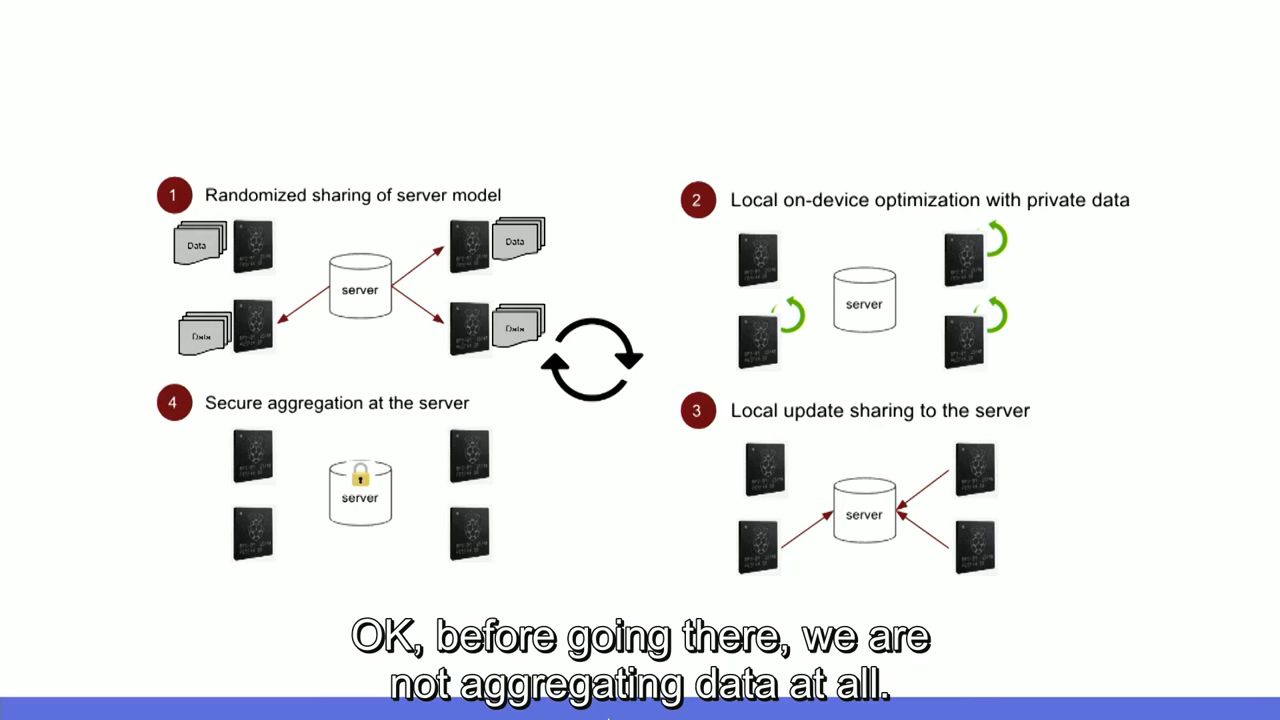 1 Randomized sharing of server model
Data
Data
server
Data
Data
2 Local on-device optimization with private data
server
4 Secure aggregation at the server
server
3 Local update sharing to the server
server
OK, before going there, we are
not aggregating data at all.